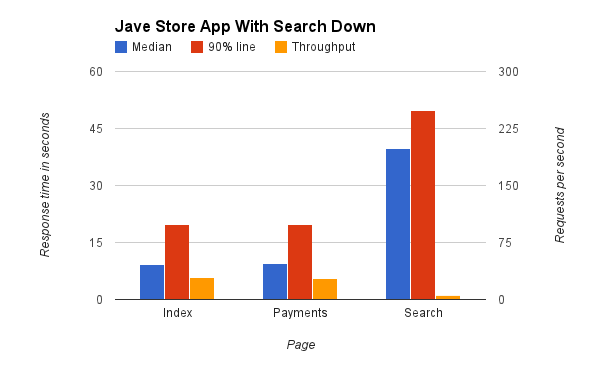 Jave Store App With Search Down
Median 90% line Throughput
60 300
45 225
30 150
15 75
0 0
Response time in seconds
Requests per second
Index Payments Search
Page